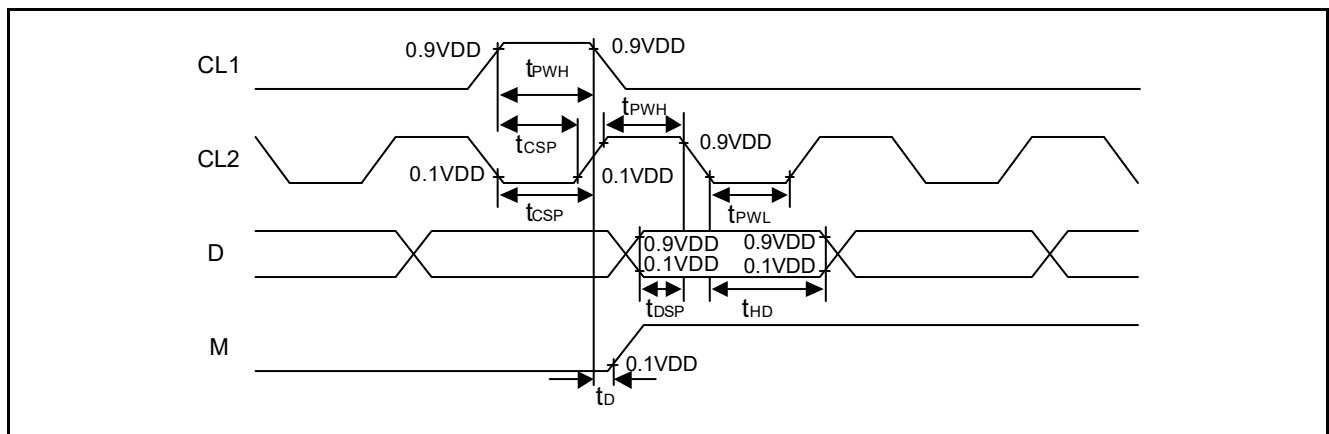 0.9VDD 0.9VDD
CL1
tPWH
tPWH
tCSP
CL2 0.9VDD
0.1VDD 0.1VDD
tCSP tPWL
D 0.9VDD 0.9VDD
0.1VDD 0.1VDD
tDSP tHD
M
0.1VDD
tD